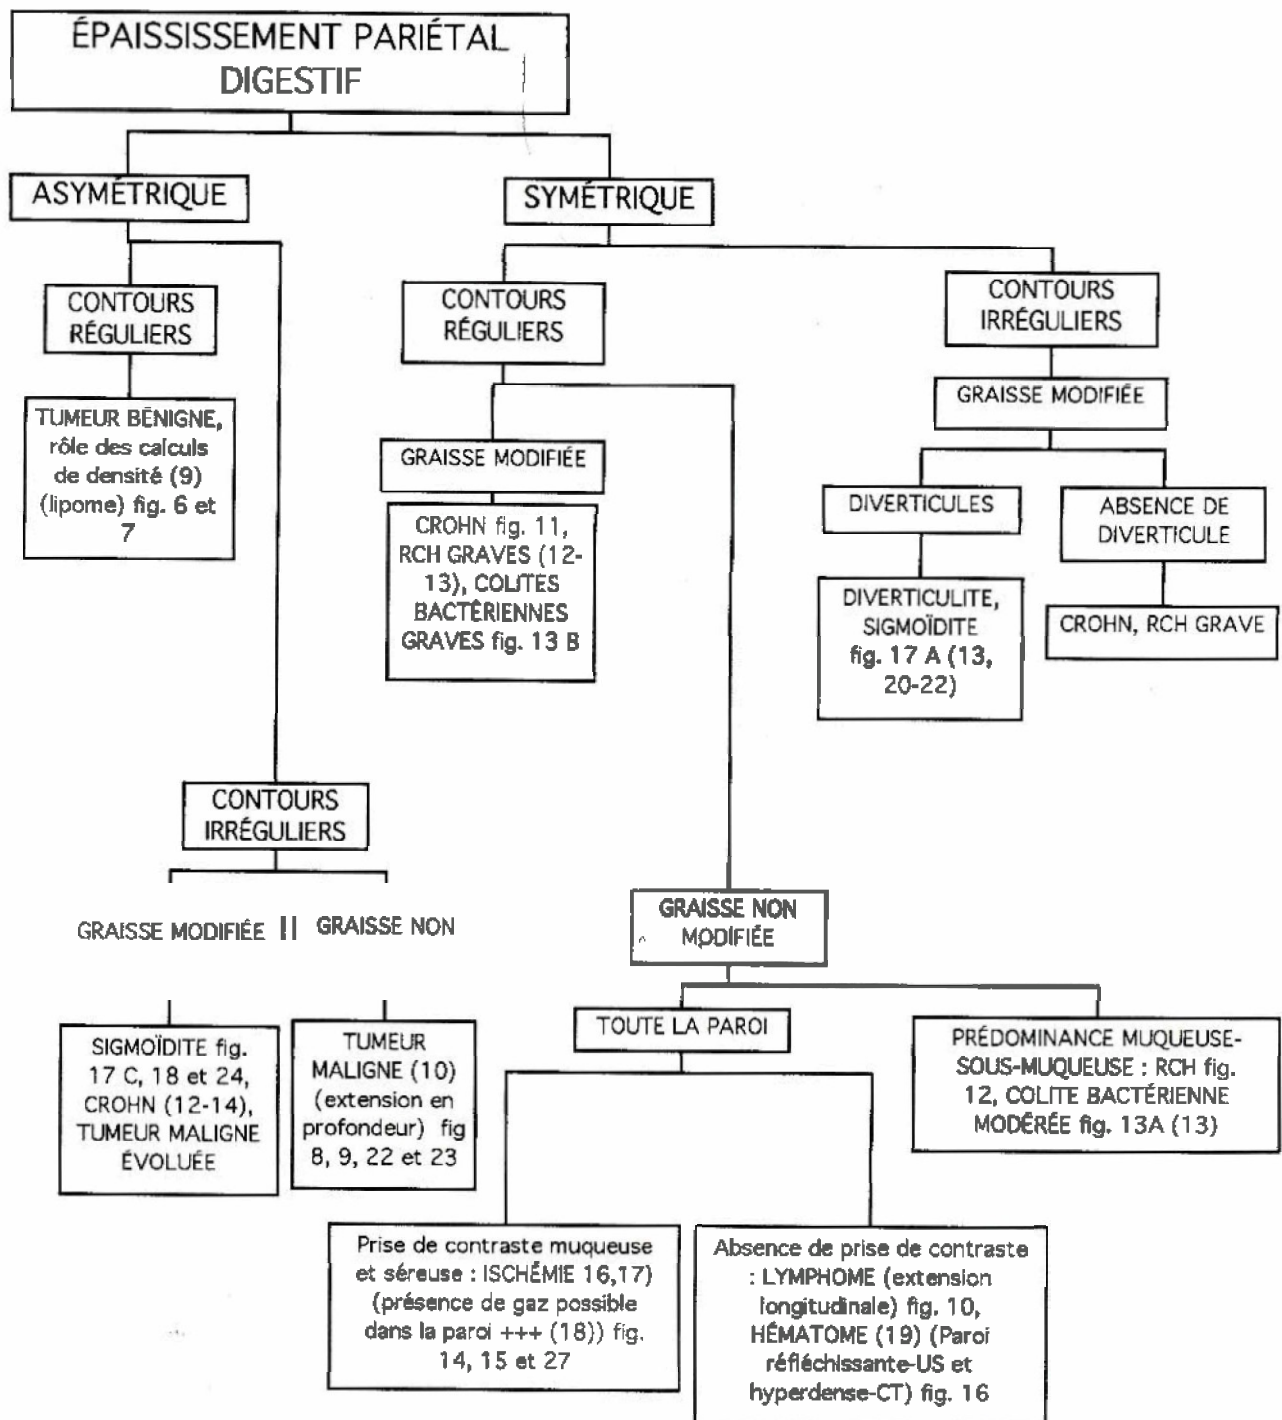 ÉPAISSISSEMENT PARIÉTAL
DIGESTIF
ASYMÉTRIQUE
SYMÉTRIQUE
CONTOURS
RÉGULIERS
CONTOURS
RÉGULIERS
CONTOURS
IRRÉGULIERS
TUMEUR BÉNIGNE,
rôle des calculs
de densité (9)
(lipome) fig. 6 et
7
GRAISSE MODIFIÉE
GRAISSE MODIFIÉE
CROHN fig. 11,
RCH GRAVES (12-
13), COLITES
BACTÉRIENNES
GRAVES fig. 13 B
DIVERTICULES
ABSENCE DE
DIVERTICULE
DIVERTICULITE,
SIGMOÏDITE
fig. 17 A (13,
20-22)
CROHN, RCH GRAVE
CONTOURS
IRRÉGULIERS
GRAISSE MODIFIÉE
GRAISSE NON
GRAISSE NON
MODIFIÉE
SIGMOÏDITE fig.
17 C, 18 et 24,
CROHN (12-14),
TUMEUR MALIGNE
ÉVOLUÉE
TUMEUR
MALIGNE (10)
(extension en
profondeur) fig
8, 9, 22 et 23
TOUTE LA PAROI
PRÉDOMINANCE MUQUEUSE-
SOUS-MUQUEUSE : RCH fig.
12, COLITE BACTÉRIENNE
MODÉRÉE fig. 13A (13)
Prise de contraste muqueuse
et séreuse : ISCHÉMIE 16,17)
(présence de gaz possible
dans la paroi +++ (18)) fig.
14, 15 et 27
Absence de prise de contraste
: LYMPHOME (extension
longitudinale) fig. 10,
HÉMATOME (19) (Paroi
réfléchissante-US et
hyperdense-CT) fig. 16